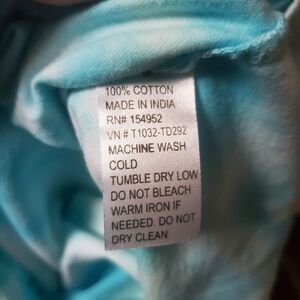 100% COTTON
MADE IN INDIA
RN# 154952
VN # T1032-TD292
MACHINE WASH
COLD
TUMBLE DRY LOW
DO NOT BLEACH
WARM IRON IF
NEEDED. DO NOT
DRY CLEAN